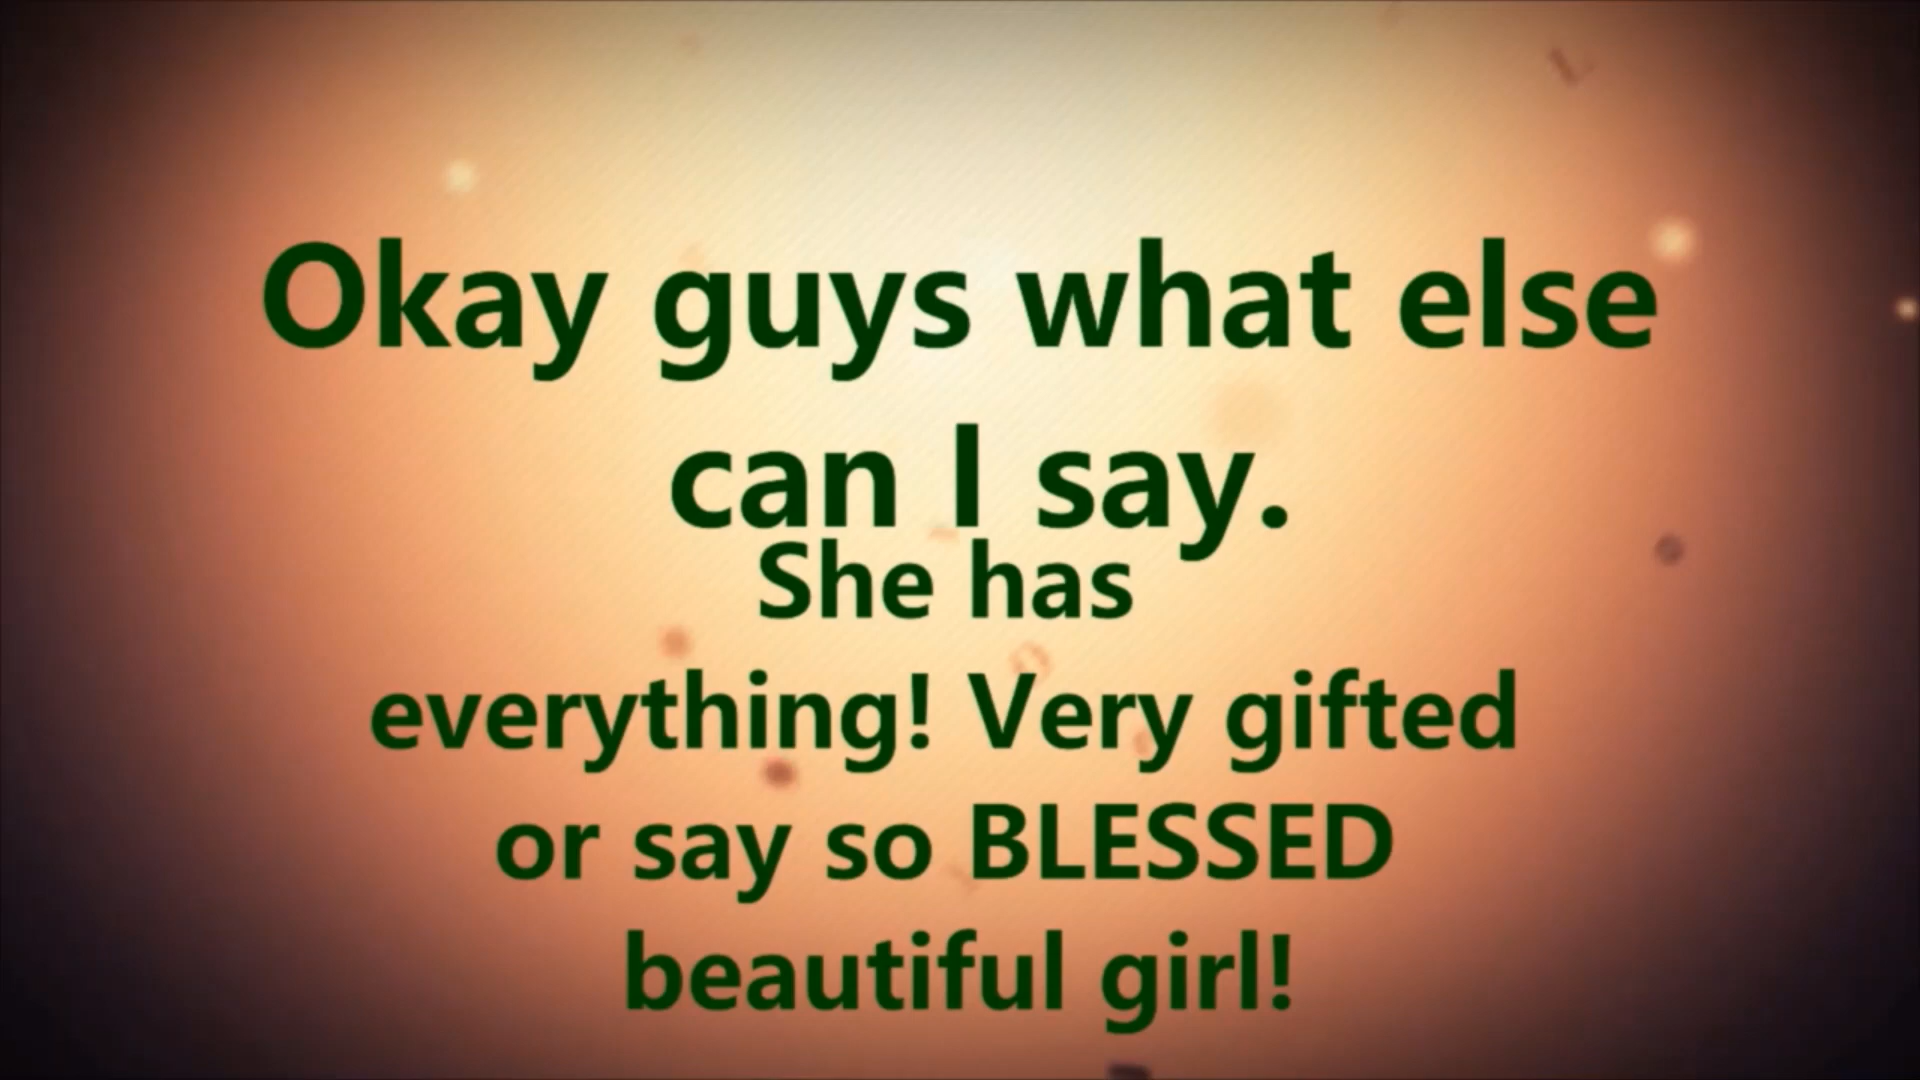 Okay guys what else
can I say.
She has
everything! Very gifted
or say so BLESSED
beautiful girl!